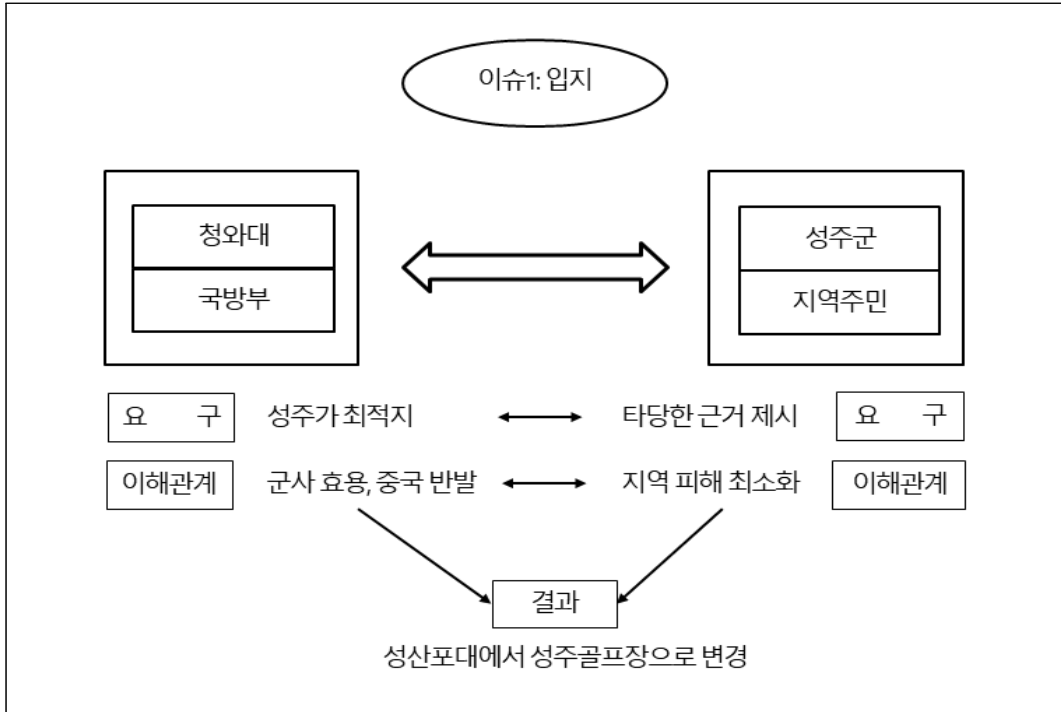 이슈1: 입지
청와대
국방부
성주군
지역주민
요 구
성주가 최적지
타당한 근거 제시
요 구
이해관계
군사 효용, 중국 반발
지역 피해 최소화
이해관계
결과
성산포대에서 성주골프장으로 변경